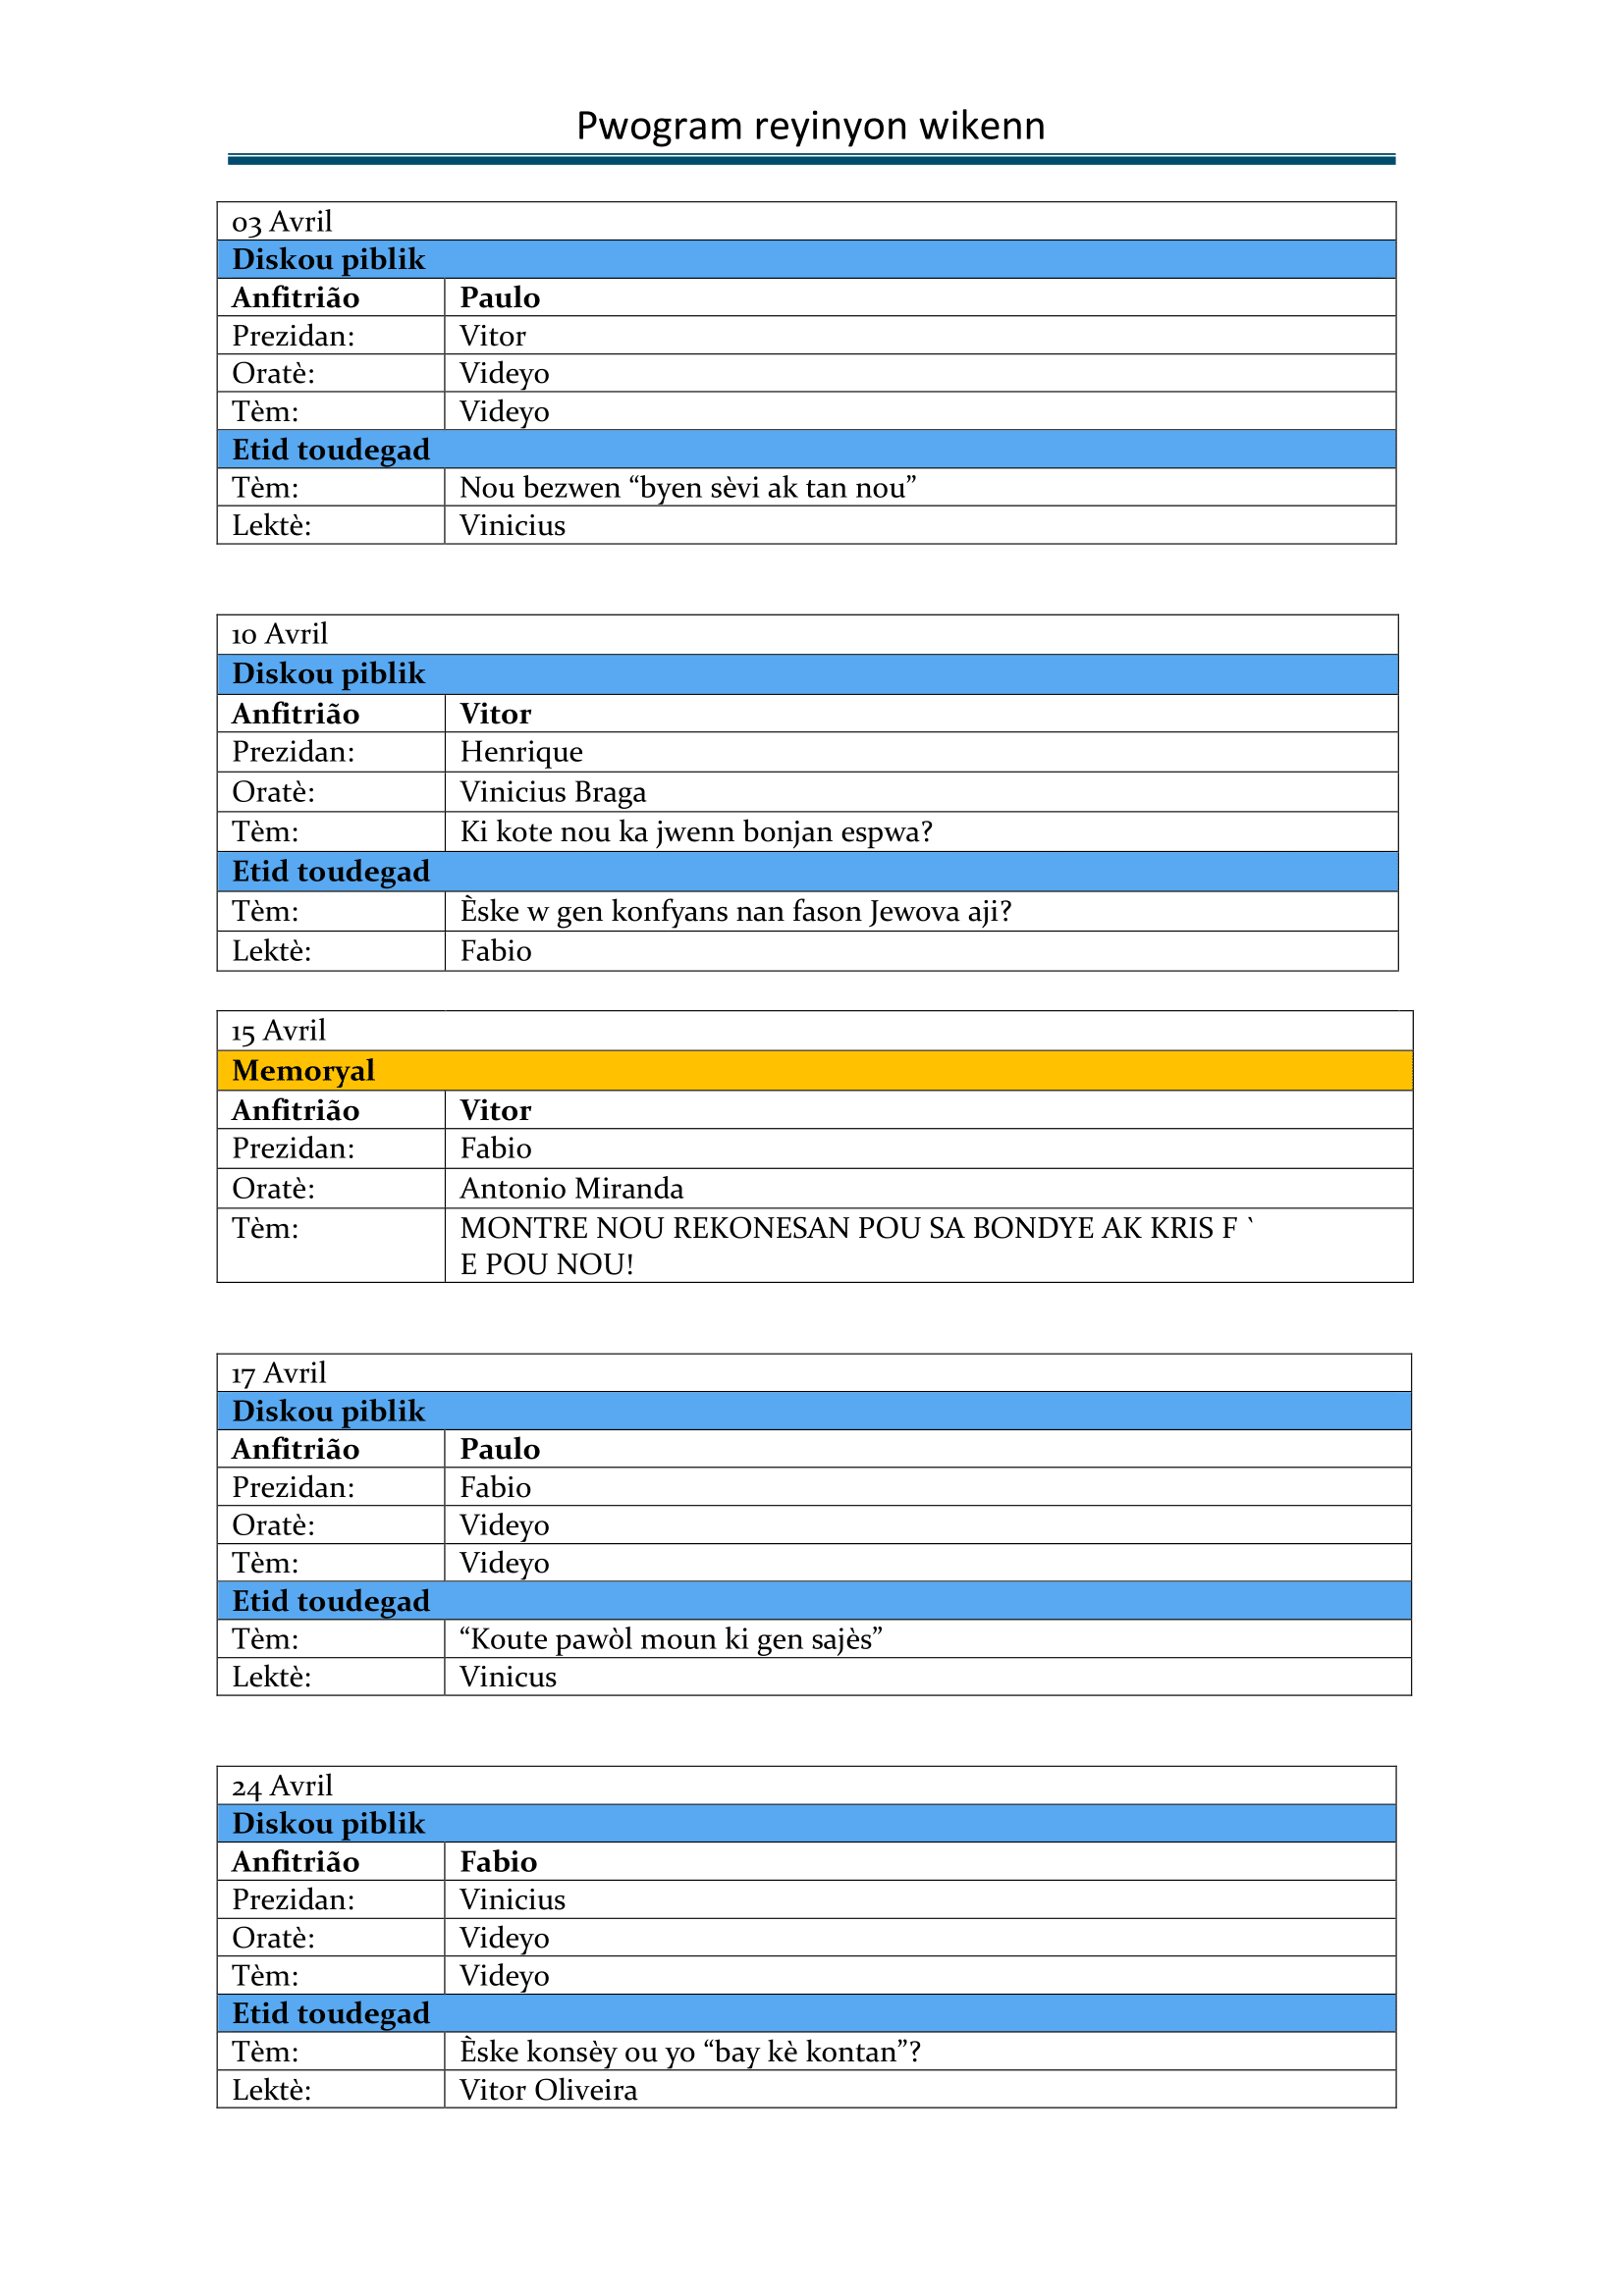 Pwogram reyinyon wikenn
03 Avril
Diskou piblik
Anfitrião Paulo
Prezidan: Vitor
Oratè: Videyo
Tèm: Videyo
Etid toudegad
Tèm: Nou bezwen “byen sèvi ak tan nou”
Lektè: Vinicius
10 Avril
Diskou piblik
Anfitrião Vitor
Prezidan: Henrique
Oratè: Vinicius Braga
Tèm: Ki kote nou ka jwenn bonjan espwa?
Etid toudegad
Tèm: Èske w gen konfyans nan fason Jewova aji?
Lektè: Fabio
15 Avril
Memoryal
Anfitrião Vitor
Prezidan: Fabio
Oratè: Antonio Miranda
Tèm: MONTRE NOU REKONESAN POU SA BONDYE AK KRIS F `
E POU NOU!
17 Avril
Diskou piblik
Anfitrião Paulo
Prezidan: Fabio
Oratè: Videyo
Tèm: Videyo
Etid toudegad
Tèm: “Koute pawòl moun ki gen sajès”
Lektè: Vinicus
24 Avril
Diskou piblik
Anfitrião Fabio
Prezidan: Vinicius
Oratè: Videyo
Tèm: Videyo
Etid toudegad
Tèm: Èske konsèy ou yo “bay kè kontan”?
Lektè: Vitor Oliveira